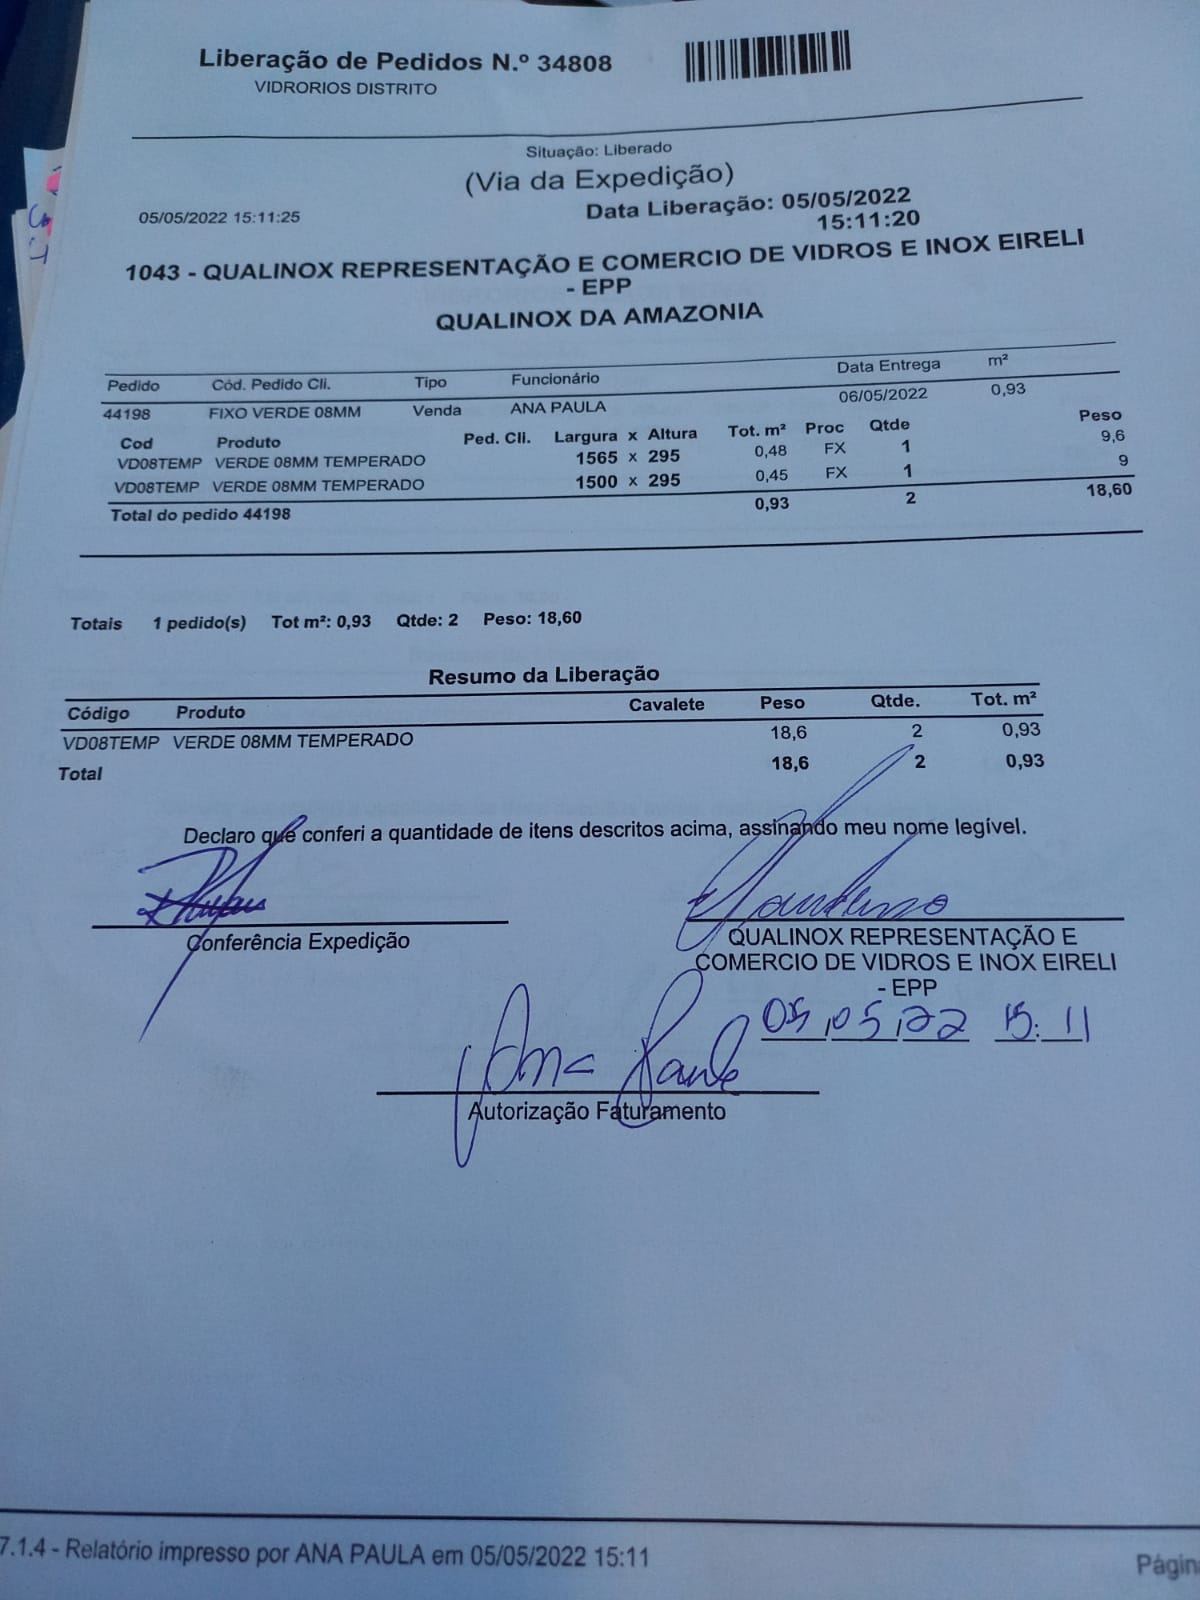 Liberação de Pedidos N.º 34808
VIDRORIOS DISTRITO
Situação: Liberado
(Via da Expedição)
05/05/2022 15:11:25 Data Liberação: 05/05/2022
15:11:20
1043 - QUALINOX REPRESENTAÇÃO E COMERCIO DE VIDROS E INOX EIRELI
- EPP
QUALINOX DA AMAZONIA
Pedido Cód. Pedido Cli. Tipo Funcionário Data Entrega m²
44198 FIXO VERDE 08MM Venda ANA PAULA 06/05/2022 0,93
Cod Produto Ped. Cli. Largura x Altura Tot. m² Proc Qtde Peso
VD08TEMP VERDE 08MM TEMPERADO 1565 x 295 0,48 FX 1 9,6
VD08TEMP VERDE 08MM TEMPERADO 1500 x 295 0,45 FX 1 9
Total do pedido 44198 0,93 2 18,60
Totais 1 pedido(s) Tot m²: 0,93 Qtde: 2 Peso: 18,60
Resumo da Liberação
Código Produto Cavalete Peso Qtde. Tot. m²
VD08TEMP VERDE 08MM TEMPERADO 18,6 2 0,93
Total 18,6 2 0,93
Declaro que conferi a quantidade de itens descritos acima, assinando meu nome legível.
Conferência Expedição
QUALINOX REPRESENTAÇÃO E
COMERCIO DE VIDROS E INOX EIRELI
- EPP
05/05/22 15:11
Ana Paula
Autorização Faturamento
7.1.4 - Relatório impresso por ANA PAULA em 05/05/2022 15:11
Págin